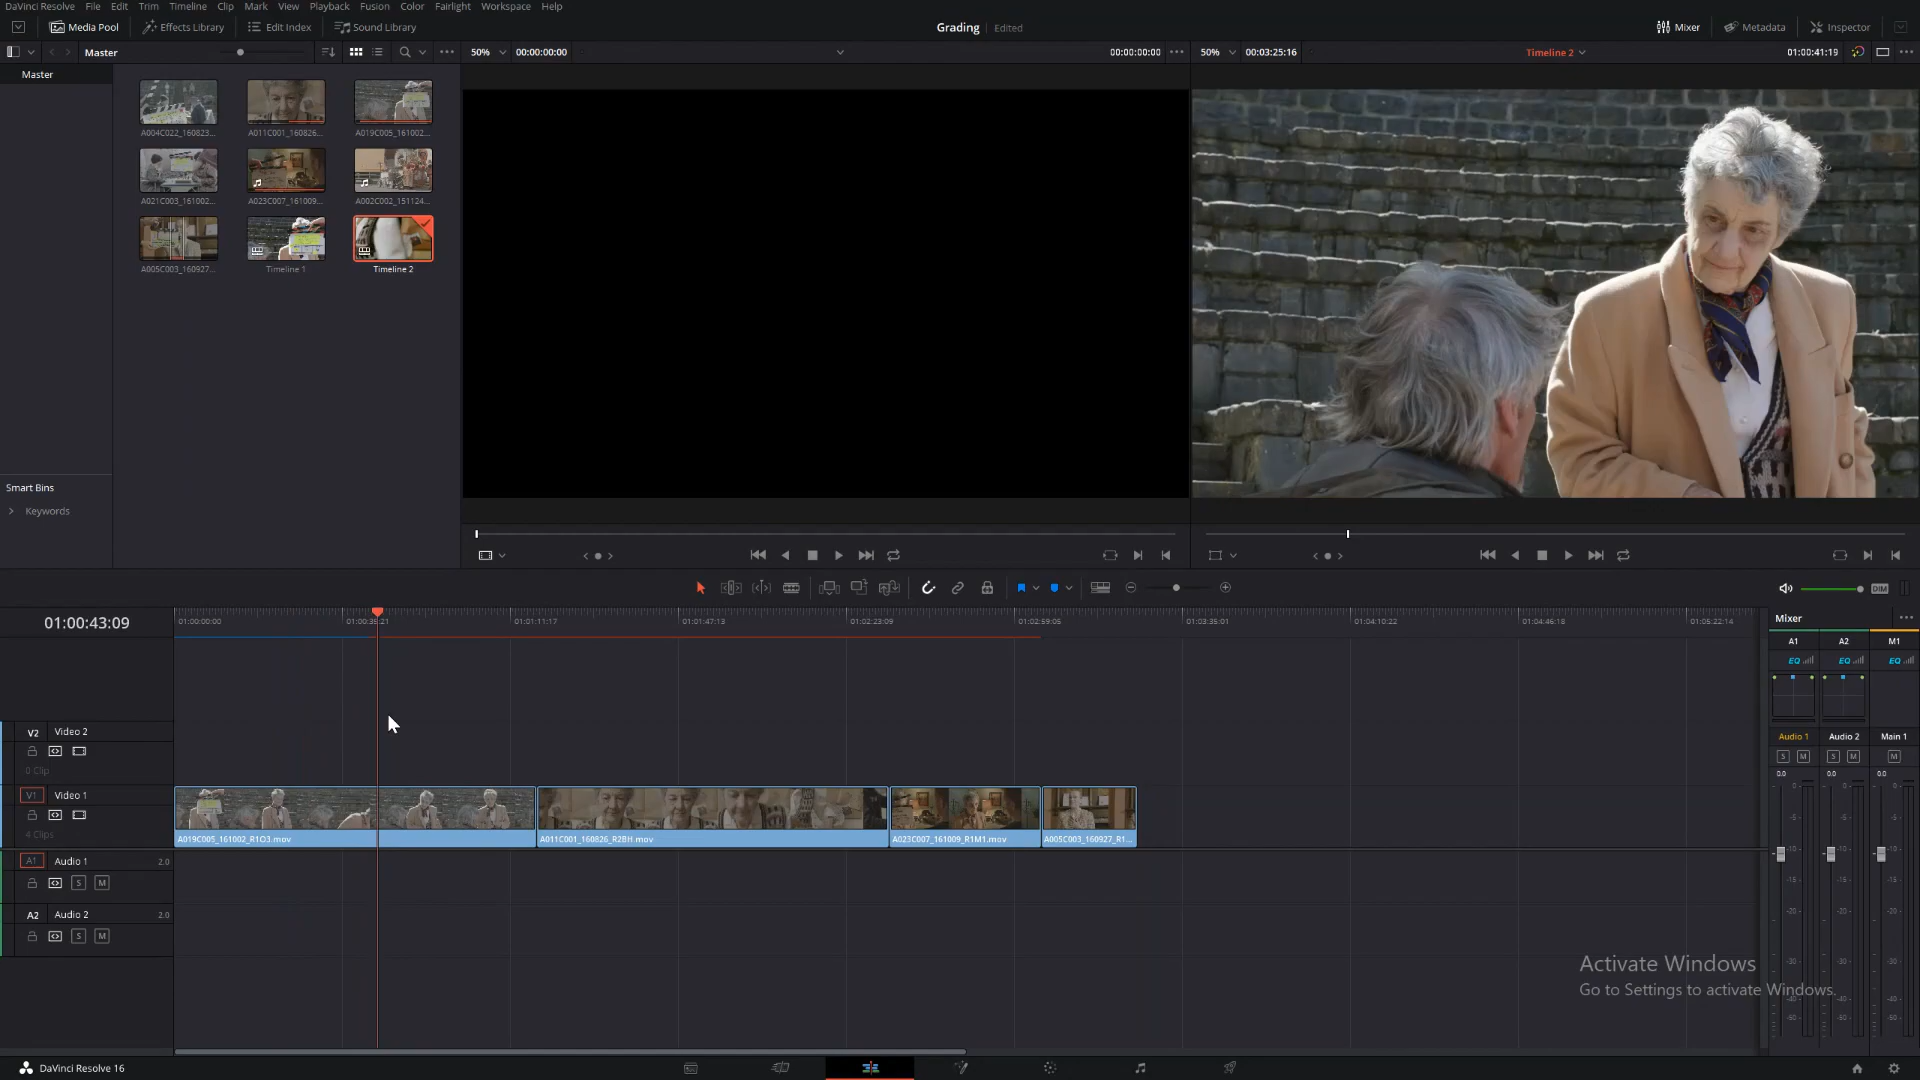 DaVinci Resolve File Edit Trim Timeline Clip Mark View Playback Fusion Color Fairlight Workspace Help
Media Pool Effects Library Edit Index Sound Library Grading Edited Mixer Metadata Inspector
Master 50% 00:00:00:00 00:00:00:00 50% 00:03:25:16 Timeline 2 01:00:41:19
Master
A004C022_160823... A011C001_160826... A019C005_161002...
A021C003_161002... A023C007_161009... A002C002_151124...
A005C003_160927... Timeline 1 Timeline 2
Smart Bins
Keywords
01:00:43:09 01:00:00:00 01:00:35:21 01:01:11:17 01:01:47:13 01:02:23:09 01:02:59:05 01:03:35:01 01:04:10:22 01:04:46:18 01:05:22:14
DIM
Mixer
A1 A2 M1
EQ EQ EQ
V2 Video 2
0 Clip
Audio 1 Audio 2 Main 1
S M S M M
0.0 0.0 0.0
V1 Video 1
4 Clips
A019C005_161002_R1O3.mov A011C001_160826_R2BH.mov A023C007_161009_R1M1.mov A005C003_160927_R1...
A1 Audio 1 2.0
S M
A2 Audio 2 2.0
S M
Activate Windows
Go to Settings to activate Windows.
DaVinci Resolve 16